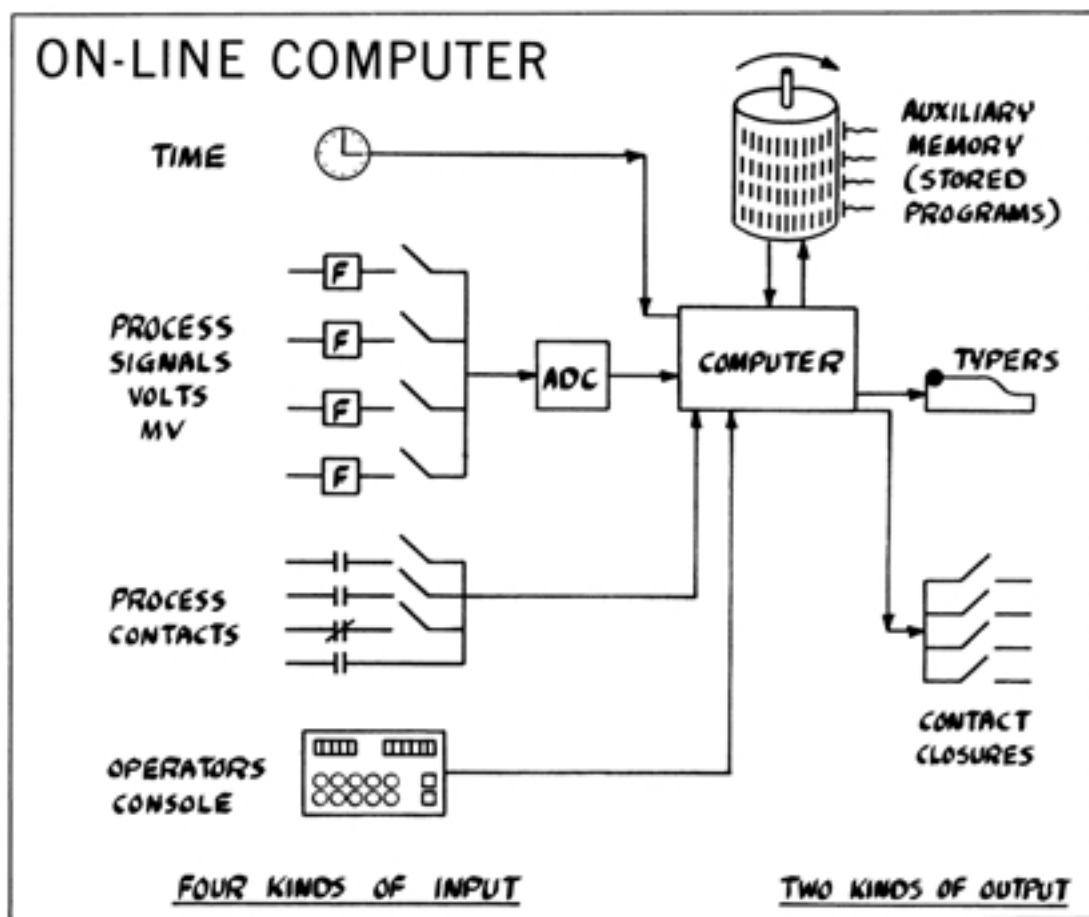 ON-LINE COMPUTER
TIME
AUXILIARY
MEMORY
(STORED
PROGRAMS)
F
F
F
F
PROCESS
SIGNALS
VOLTS
MV
ADC
COMPUTER
TYPERS
PROCESS
CONTACTS
OPERATORS
CONSOLE
CONTACT
CLOSURES
FOUR KINDS OF INPUT
TWO KINDS OF OUTPUT